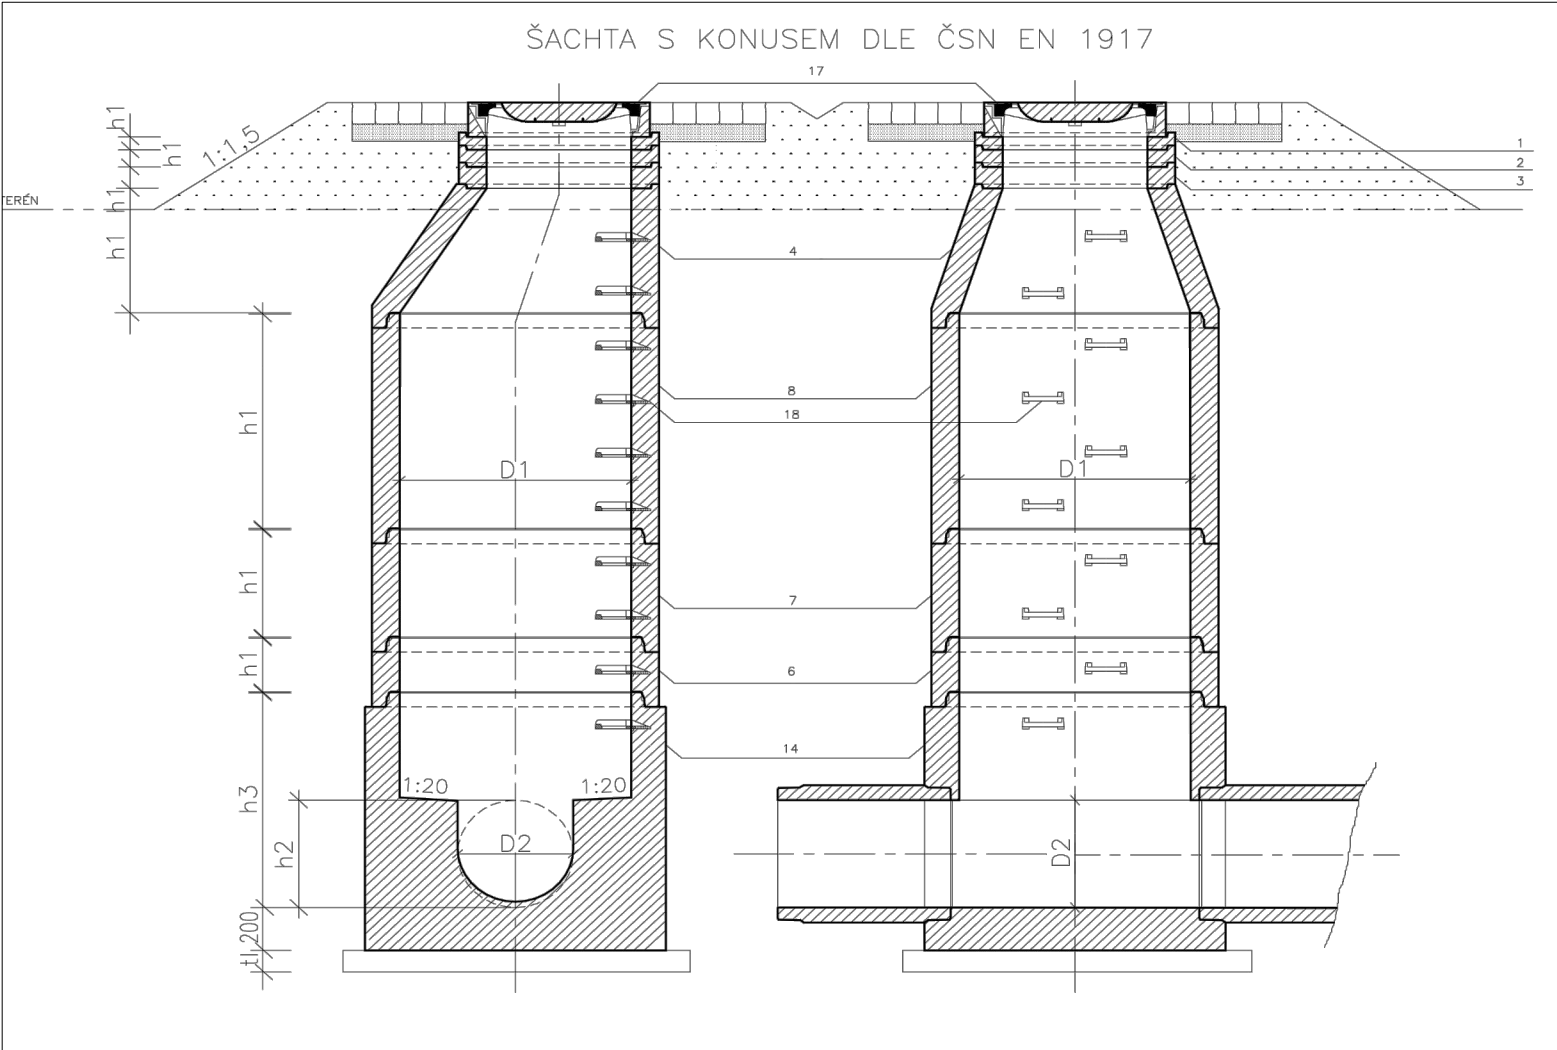 ŠACHTA S KONUSEM DLE ČSN EN 1917
17
h1
1:1,5
h1
1
2
3
h1
TERÉN
h1
4
8
h1
18
D1
D1
h1
7
h1
6
14
1:20
1:20
h3
h2
D2
D2
tl.200